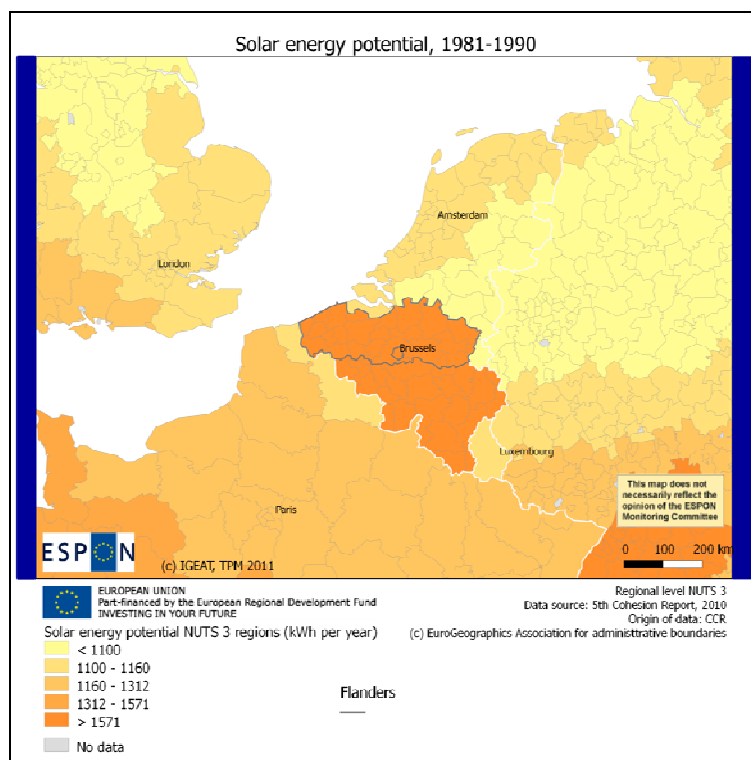 Solar energy potential, 1981-1990
Amsterdam
London
Brussels
Luxembourg
Paris
This map does not
necessarily reflect the
opinion of the ESPON
Monitoring Committee
0 100 200 km
ESPON
(c) IGEAT, TPM 2011
EUROPEAN UNION
Part-financed by the European Regional Development Fund
INVESTING IN YOUR FUTURE
Regional level NUTS 3
Data source: 5th Cohesion Report, 2010
Origin of data: CCR
(c) EuroGeographics Association for administrative boundaries
Solar energy potential NUTS 3 regions (kWh per year)
< 1100
1100 - 1160
1160 - 1312
1312 - 1571
> 1571
No data
Flanders